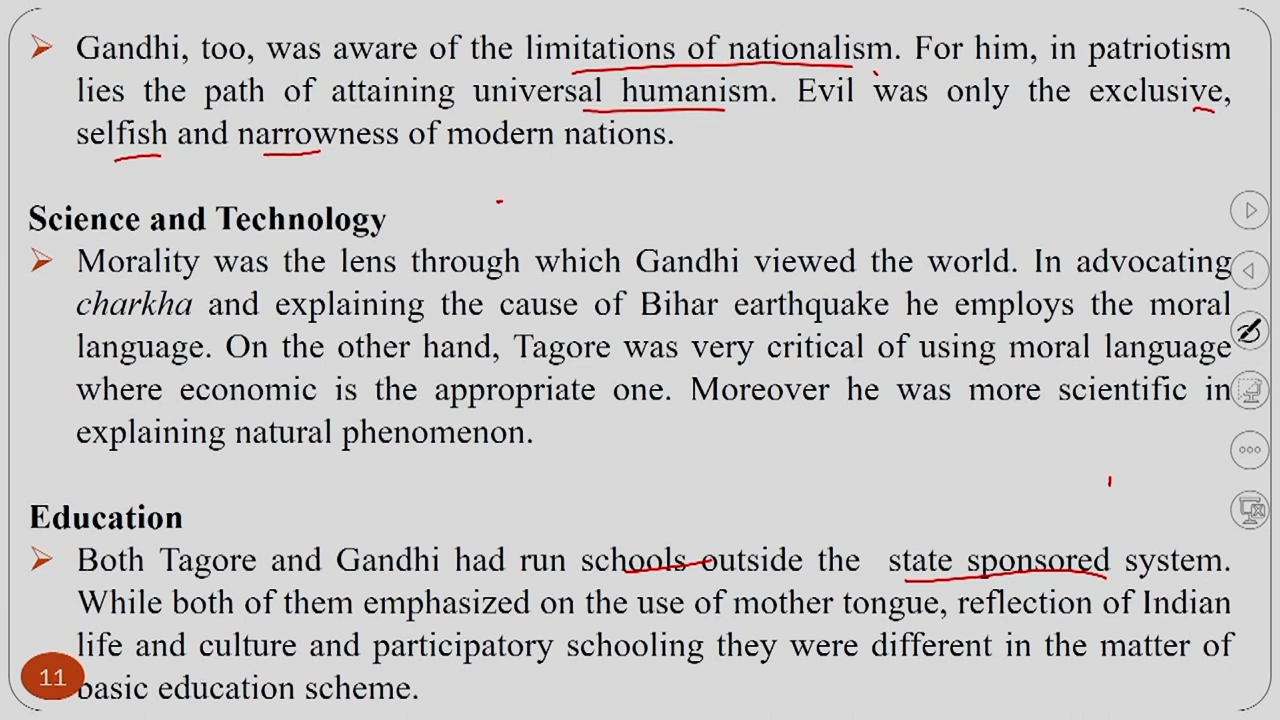 Gandhi, too, was aware of the limitations of nationalism. For him, in patriotism
lies the path of attaining universal humanism. Evil was only the exclusive,
selfish and narrowness of modern nations.
Science and Technology
Morality was the lens through which Gandhi viewed the world. In advocating
charkha and explaining the cause of Bihar earthquake he employs the moral
language. On the other hand, Tagore was very critical of using moral language
where economic is the appropriate one. Moreover he was more scientific in
explaining natural phenomenon.
Education
Both Tagore and Gandhi had run schools outside the state sponsored system.
While both of them emphasized on the use of mother tongue, reflection of Indian
life and culture and participatory schooling they were different in the matter of
basic education scheme.
11